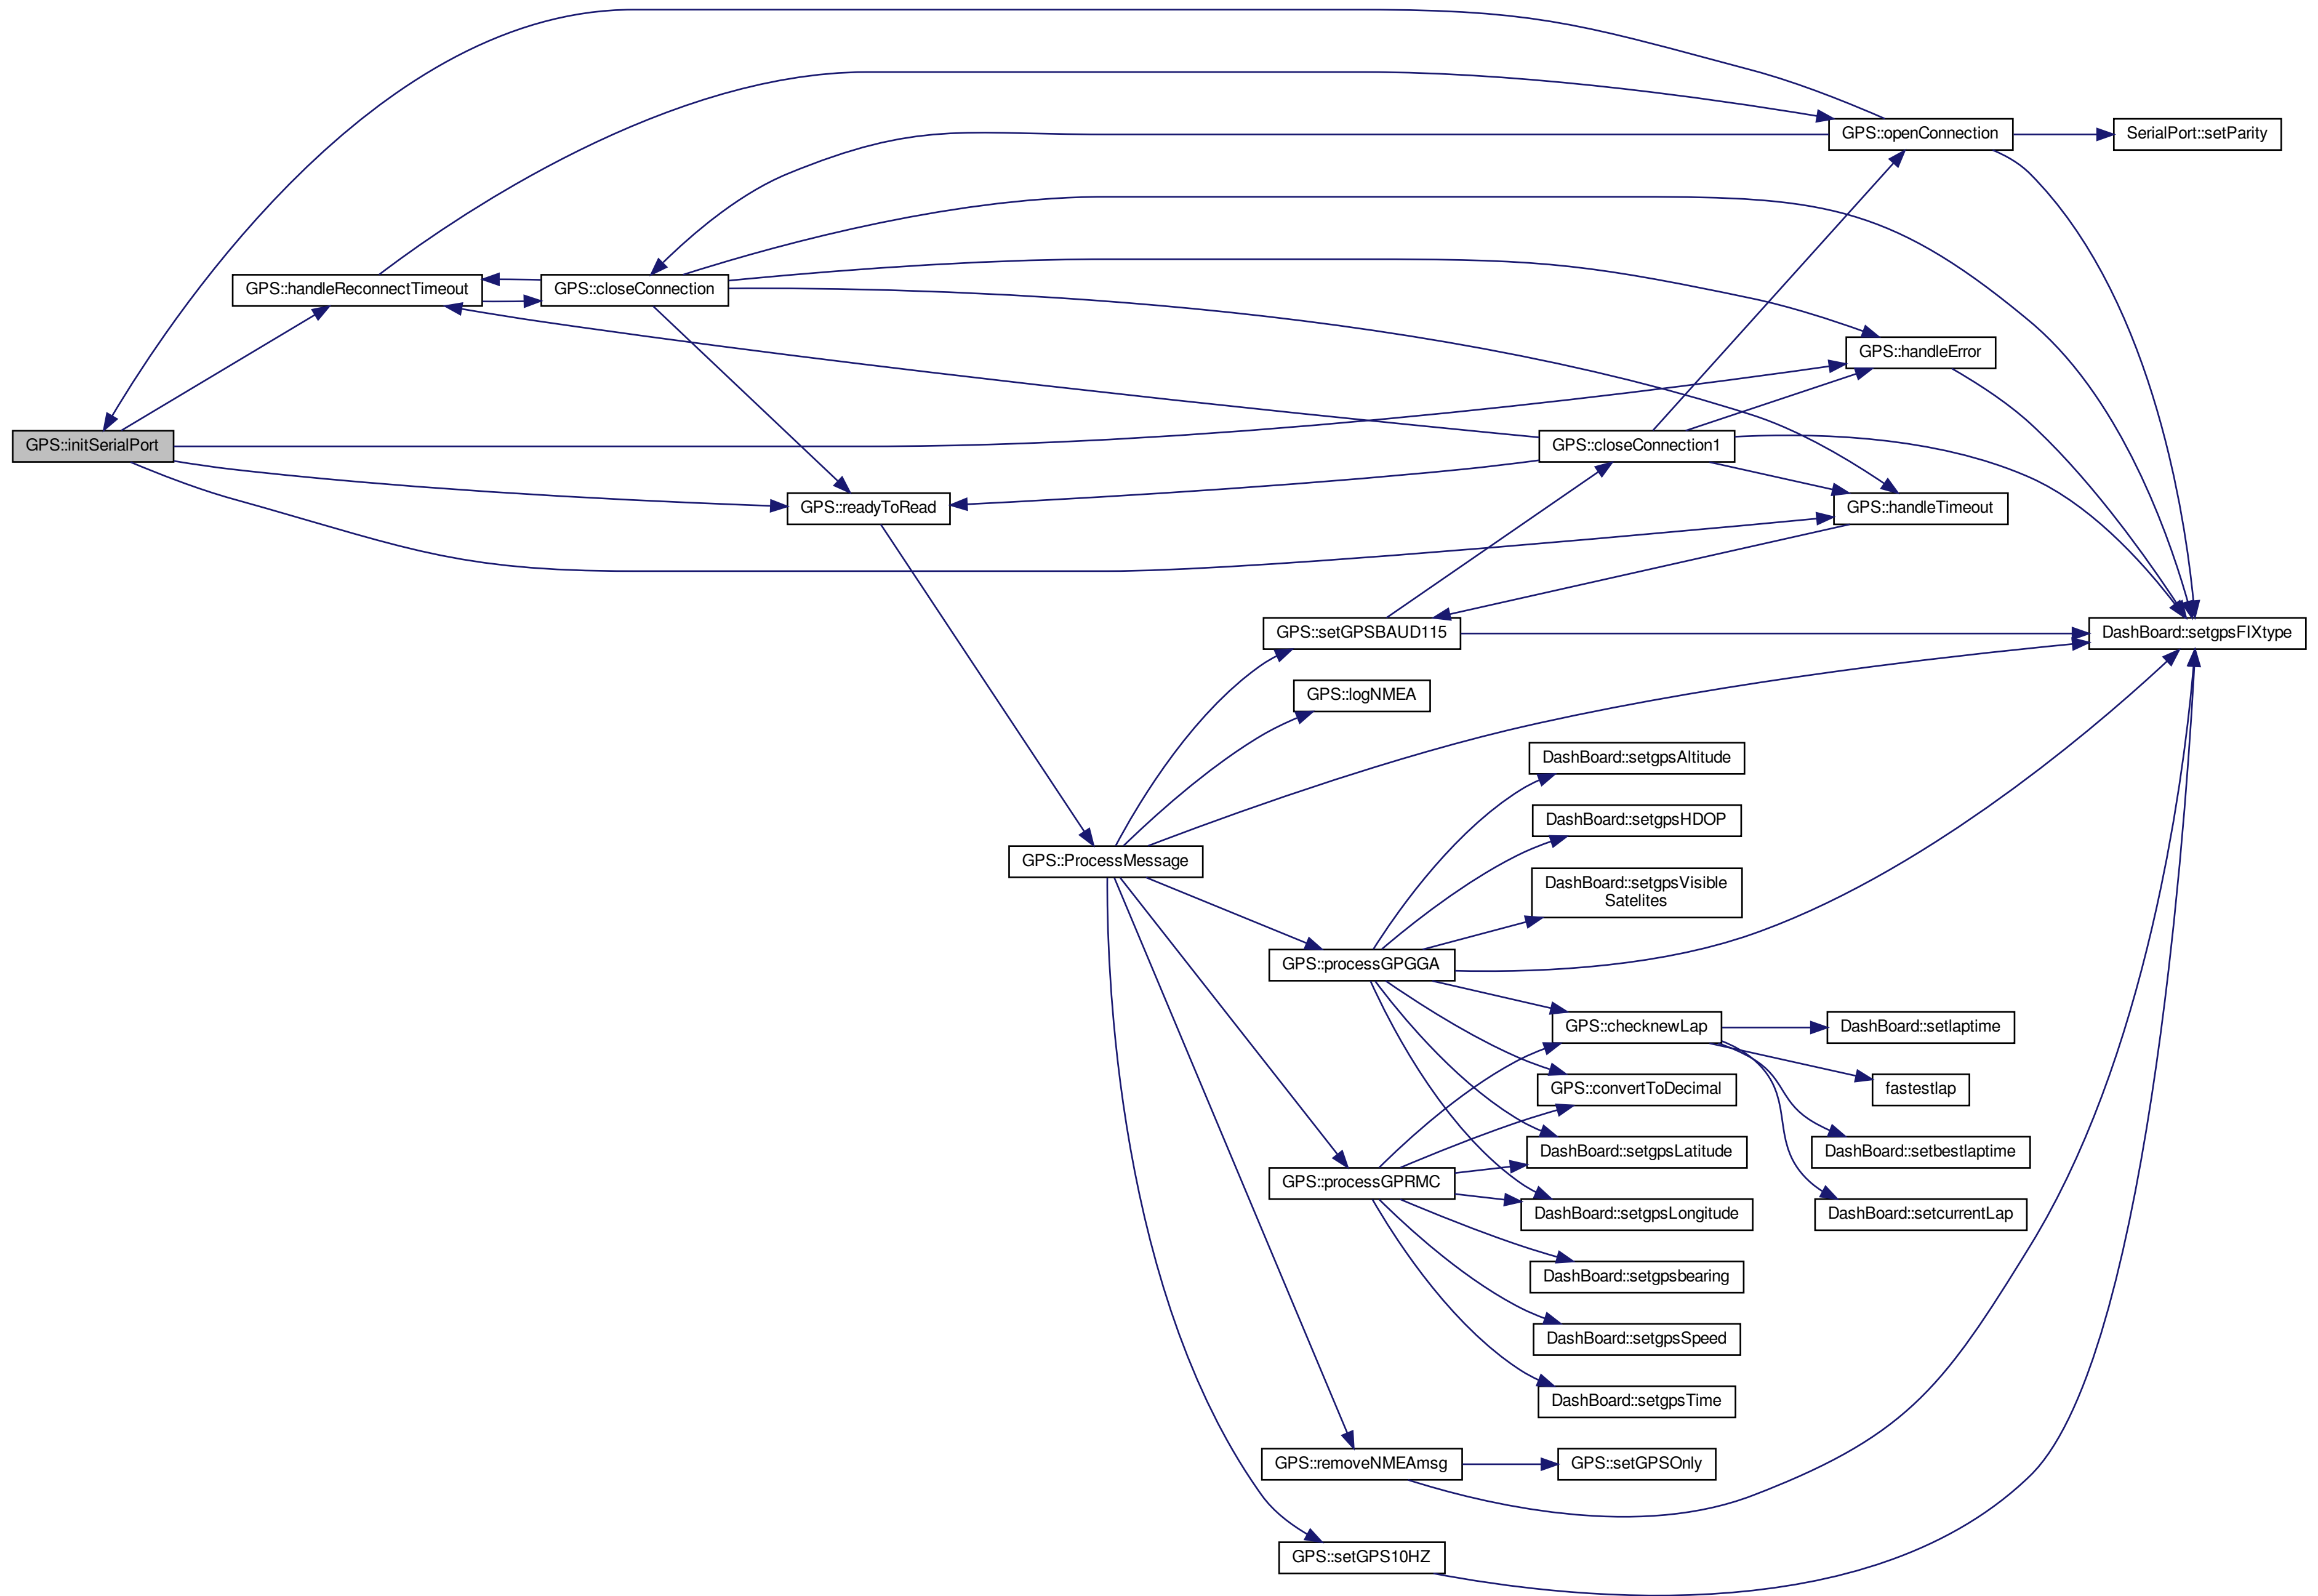 GPS::openConnection
SerialPort::setParity
GPS::handleReconnectTimeout
GPS::closeConnection
GPS::handleError
GPS::initSerialPort
GPS::closeConnection1
GPS::readyToRead
GPS::handleTimeout
GPS::setGPSBAUD115
DashBoard::setgpsFIXtype
GPS::logNMEA
DashBoard::setgpsAltitude
DashBoard::setgpsHDOP
GPS::ProcessMessage
DashBoard::setgpsVisible
Satelites
GPS::processGPGGA
GPS::checknewLap
DashBoard::setlaptime
GPS::convertToDecimal
fastestlap
DashBoard::setgpsLatitude
DashBoard::setbestlaptime
GPS::processGPRMC
DashBoard::setgpsLongitude
DashBoard::setcurrentLap
DashBoard::setgpsbearing
DashBoard::setgpsSpeed
DashBoard::setgpsTime
GPS::removeNMEAmsg
GPS::setGPSOnly
GPS::setGPS10HZ